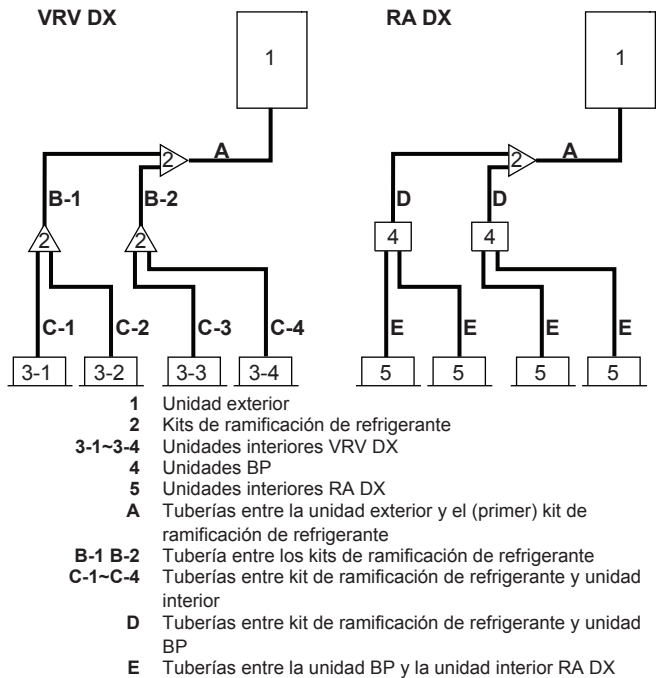 VRV DX RA DX
1 1
2 A 2 A
B-1 B-2 D D
2 2 4 4
C-1 C-2 C-3 C-4 E E E E
3-1 3-2 3-3 3-4 5 5 5 5
1 Unidad exterior
2 Kits de ramificación de refrigerante
3-1~3-4 Unidades interiores VRV DX
4 Unidades BP
5 Unidades interiores RA DX
A Tuberías entre la unidad exterior y el (primer) kit de
ramificación de refrigerante
B-1 B-2 Tubería entre los kits de ramificación de refrigerante
C-1~C-4 Tuberías entre kit de ramificación de refrigerante y unidad
interior
D Tuberías entre kit de ramificación de refrigerante y unidad
BP
E Tuberías entre la unidad BP y la unidad interior RA DX